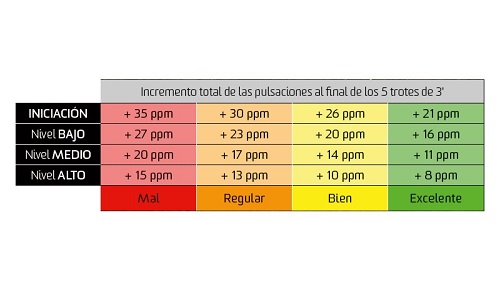 Incremento total de las pulsaciones al final de los 5 trotes de 3'
INICIACIÓN + 35 ppm + 30 ppm + 26 ppm + 21 ppm
Nivel BAJO + 27 ppm + 23 ppm + 20 ppm + 16 ppm
Nivel MEDIO + 20 ppm + 17 ppm + 14 ppm + 11 ppm
Nivel ALTO + 15 ppm + 13 ppm + 10 ppm + 8 ppm
Mal Regular Bien Excelente